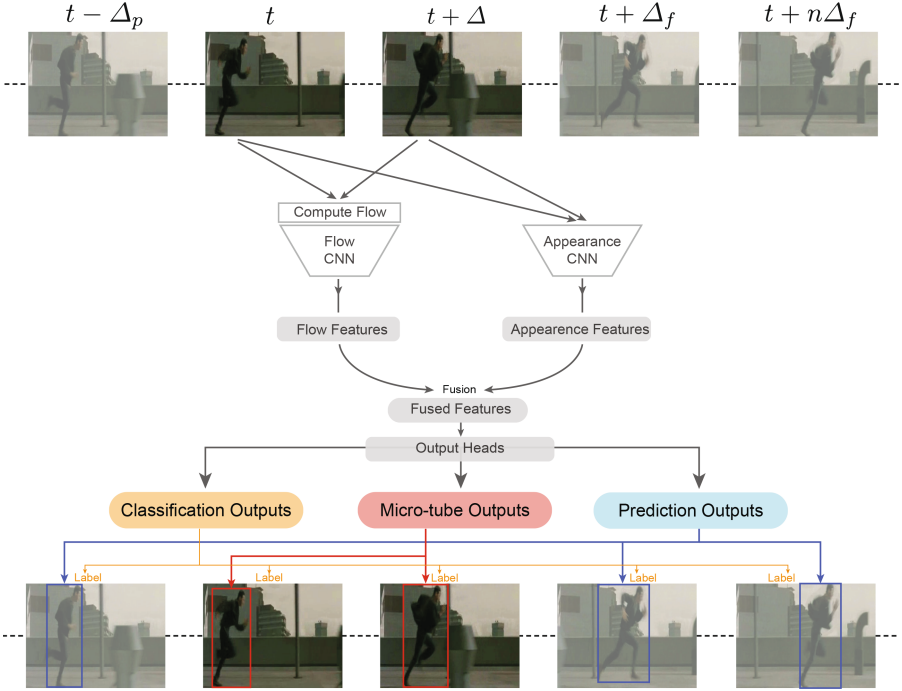 t − Δp t t + Δ t + Δf t + nΔf
Compute Flow
Flow
CNN
Appearance
CNN
Flow Features
Appearence Features
Fusion
Fused Features
Output Heads
Classification Outputs
Micro-tube Outputs
Prediction Outputs
Label Label Label Label Label